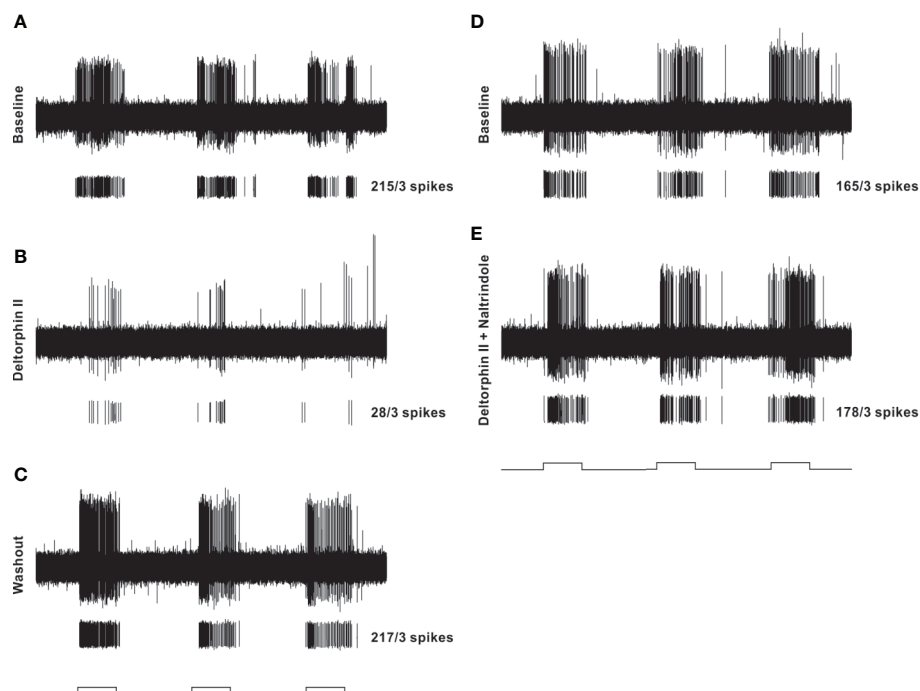 A
Baseline
215/3 spikes
B
Deltorphin II
28/3 spikes
C
Washout
217/3 spikes
D
Baseline
165/3 spikes
E
Deltorphin II + Naltrindole
178/3 spikes